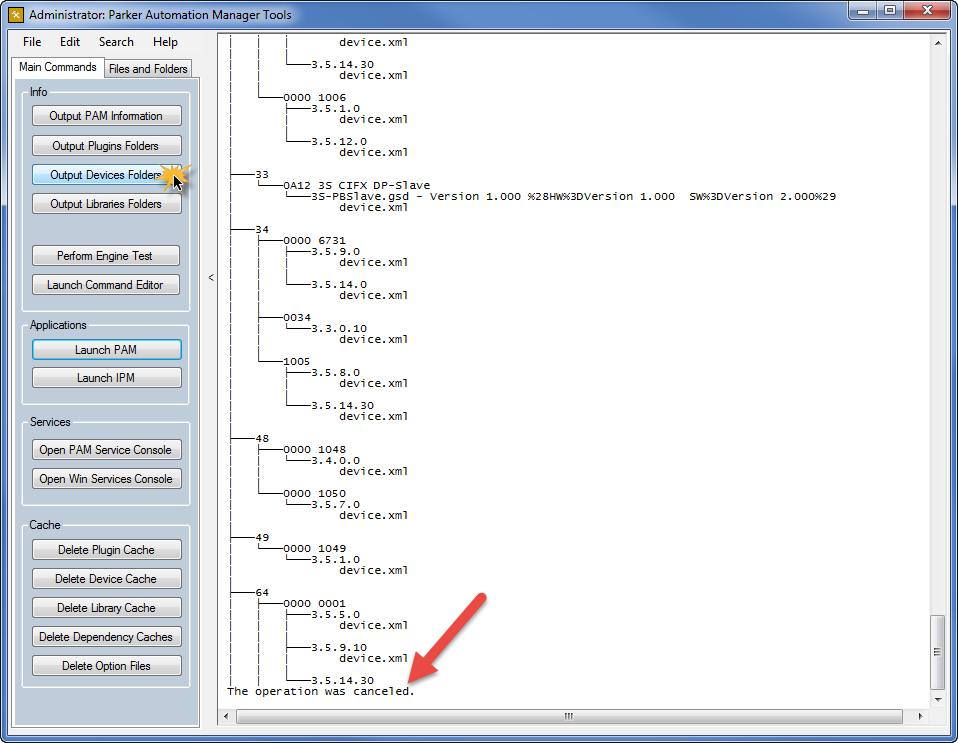 Administrator: Parker Automation Manager Tools
File Edit Search Help
Main Commands Files and Folders
Info
Output PAM Information
Output Plugins Folders
Output Devices Folders
Output Libraries Folders
Perform Engine Test
Launch Command Editor
Applications
Launch PAM
Launch IPM
Services
Open PAM Service Console
Open Win Services Console
Cache
Delete Plugin Cache
Delete Device Cache
Delete Library Cache
Delete Dependency Caches
Delete Option Files
<
device.xml
3.5.14.30
device.xml
0000 1006
3.5.1.0
device.xml
3.5.12.0
device.xml
33
0A12 3S CIFX DP-Slave
3S-PBSlave.gsd - Version 1.000 %28HW%3DVersion 1.000  SW%3DVersion 2.000%29
device.xml
34
0000 6731
3.5.9.0
device.xml
3.5.14.0
device.xml
0034
3.3.0.10
device.xml
1005
3.5.8.0
device.xml
3.5.14.30
device.xml
48
0000 1048
3.4.0.0
device.xml
0000 1050
3.5.7.0
device.xml
49
0000 1049
3.5.1.0
device.xml
64
0000 0001
3.5.5.0
device.xml
3.5.9.10
device.xml
3.5.14.30
The operation was canceled.